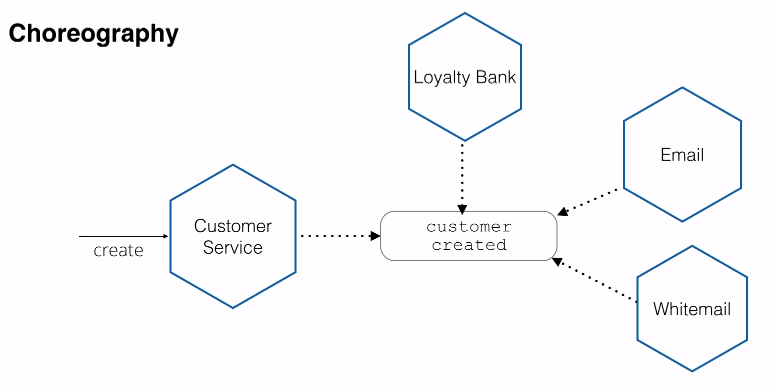 Choreography
Loyalty Bank
Email
Customer
Service
create
customer
created
Whitemail